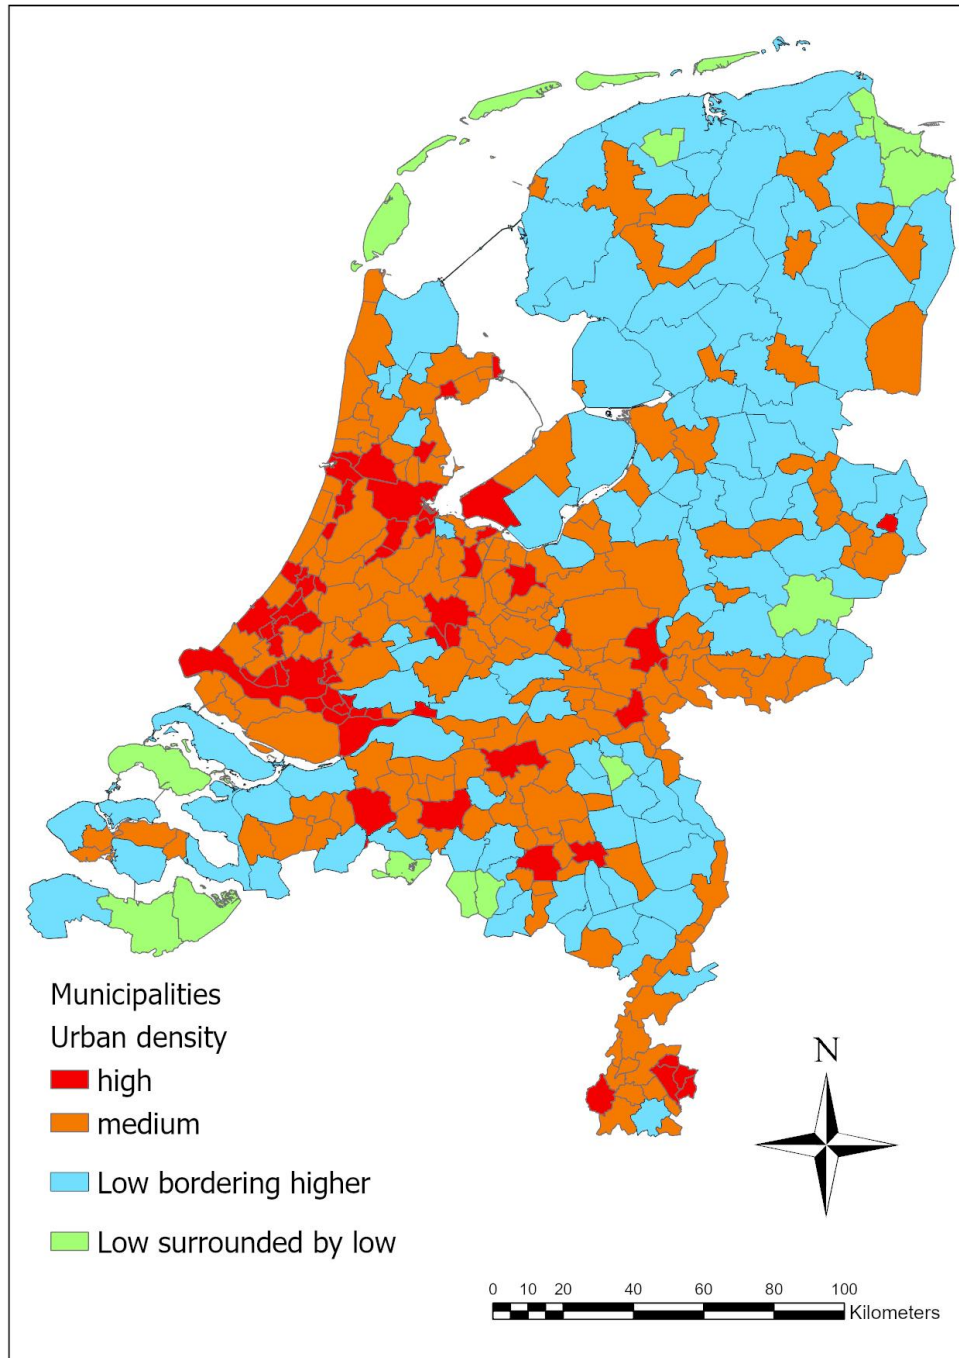 Municipalities
Urban density
high
medium
Low bordering higher
Low surrounded by low
N
0 10 20 40 60 80 100
Kilometers